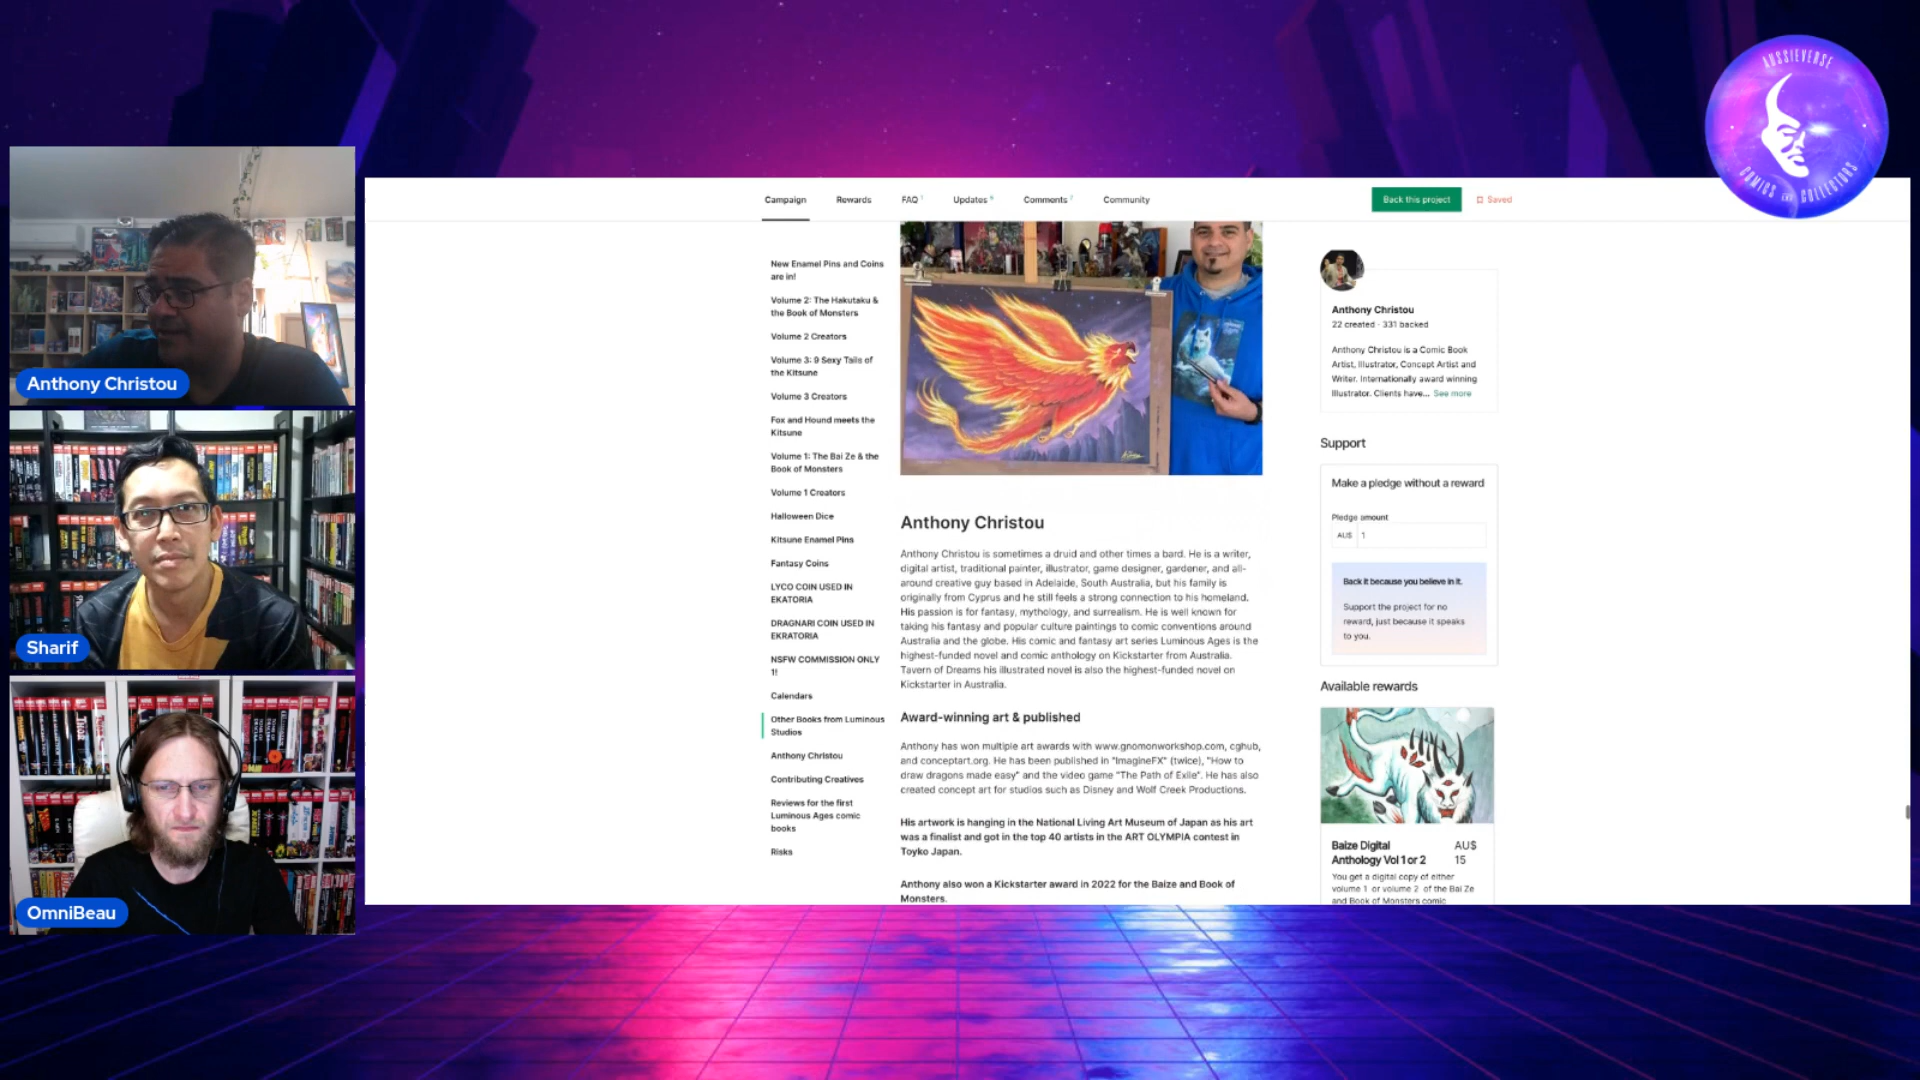 AUSSIEVERSE
COMICS AND COLLECTORS
Anthony Christou
Sharif
OmniBeau
Campaign
Rewards
FAQ
Updates
Comments
Community
Back this project
Saved
New Enamel Pins and Coins
are in!
Volume 2: The Hakutaku &
the Book of Monsters
Volume 2 Creators
Volume 3: 9 Sexy Tails of
the Kitsune
Volume 3 Creators
Fox and Hound meets the
Kitsune
Volume 1: The Bai Ze & the
Book of Monsters
Volume 1 Creators
Halloween Dice
Kitsune Enamel Pins
Fantasy Coins
LYCO COIN USED IN
EKATORIA
DRAGNARI COIN USED IN
EKRATORIA
NSFW COMMISSION ONLY
1!
Calendars
Other Books from Luminous
Studios
Anthony Christou
Contributing Creatives
Reviews for the first
Luminous Ages comic
books
Risks
Anthony Christou
Anthony Christou is sometimes a druid and other times a bard. He is a writer,
digital artist, traditional painter, illustrator, game designer, gardener, and all-
around creative guy based in Adelaide, South Australia, but his family is
originally from Cyprus and he still feels a strong connection to his homeland.
His passion is for fantasy, mythology, and surrealism. He is well known for
taking his fantasy and popular culture paintings to comic conventions around
Australia and the globe. His comic and fantasy art series Luminous Ages is the
highest-funded novel and comic anthology on Kickstarter from Australia.
Tavern of Dreams his illustrated novel is also the highest-funded novel on
Kickstarter in Australia.
Award-winning art & published
Anthony has won multiple art awards with www.gnomonworkshop.com, cghub,
and conceptart.org. He has been published in "ImagineFX" (twice), "How to
draw dragons made easy" and the video game "The Path of Exile". He has also
created concept art for studios such as Disney and Wolf Creek Productions.
His artwork is hanging in the National Living Art Museum of Japan as his art
was a finalist and got in the top 40 artists in the ART OLYMPIA contest in
Toyko Japan.
Anthony also won a Kickstarter award in 2022 for the Baize and Book of
Monsters.
Anthony Christou
22 created · 331 backed
Anthony Christou is a Comic Book
Artist, Illustrator, Concept Artist and
Writer. Internationally award winning
Illustrator. Clients have... See more
Support
Make a pledge without a reward
Pledge amount
AU$ 1
Back it because you believe in it.
Support the project for no
reward, just because it speaks
to you.
Available rewards
Baize Digital
Anthology Vol 1 or 2
AU$
15
You get a digital copy of either
volume 1 or volume 2 of the Bai Ze
and Book of Monsters comic